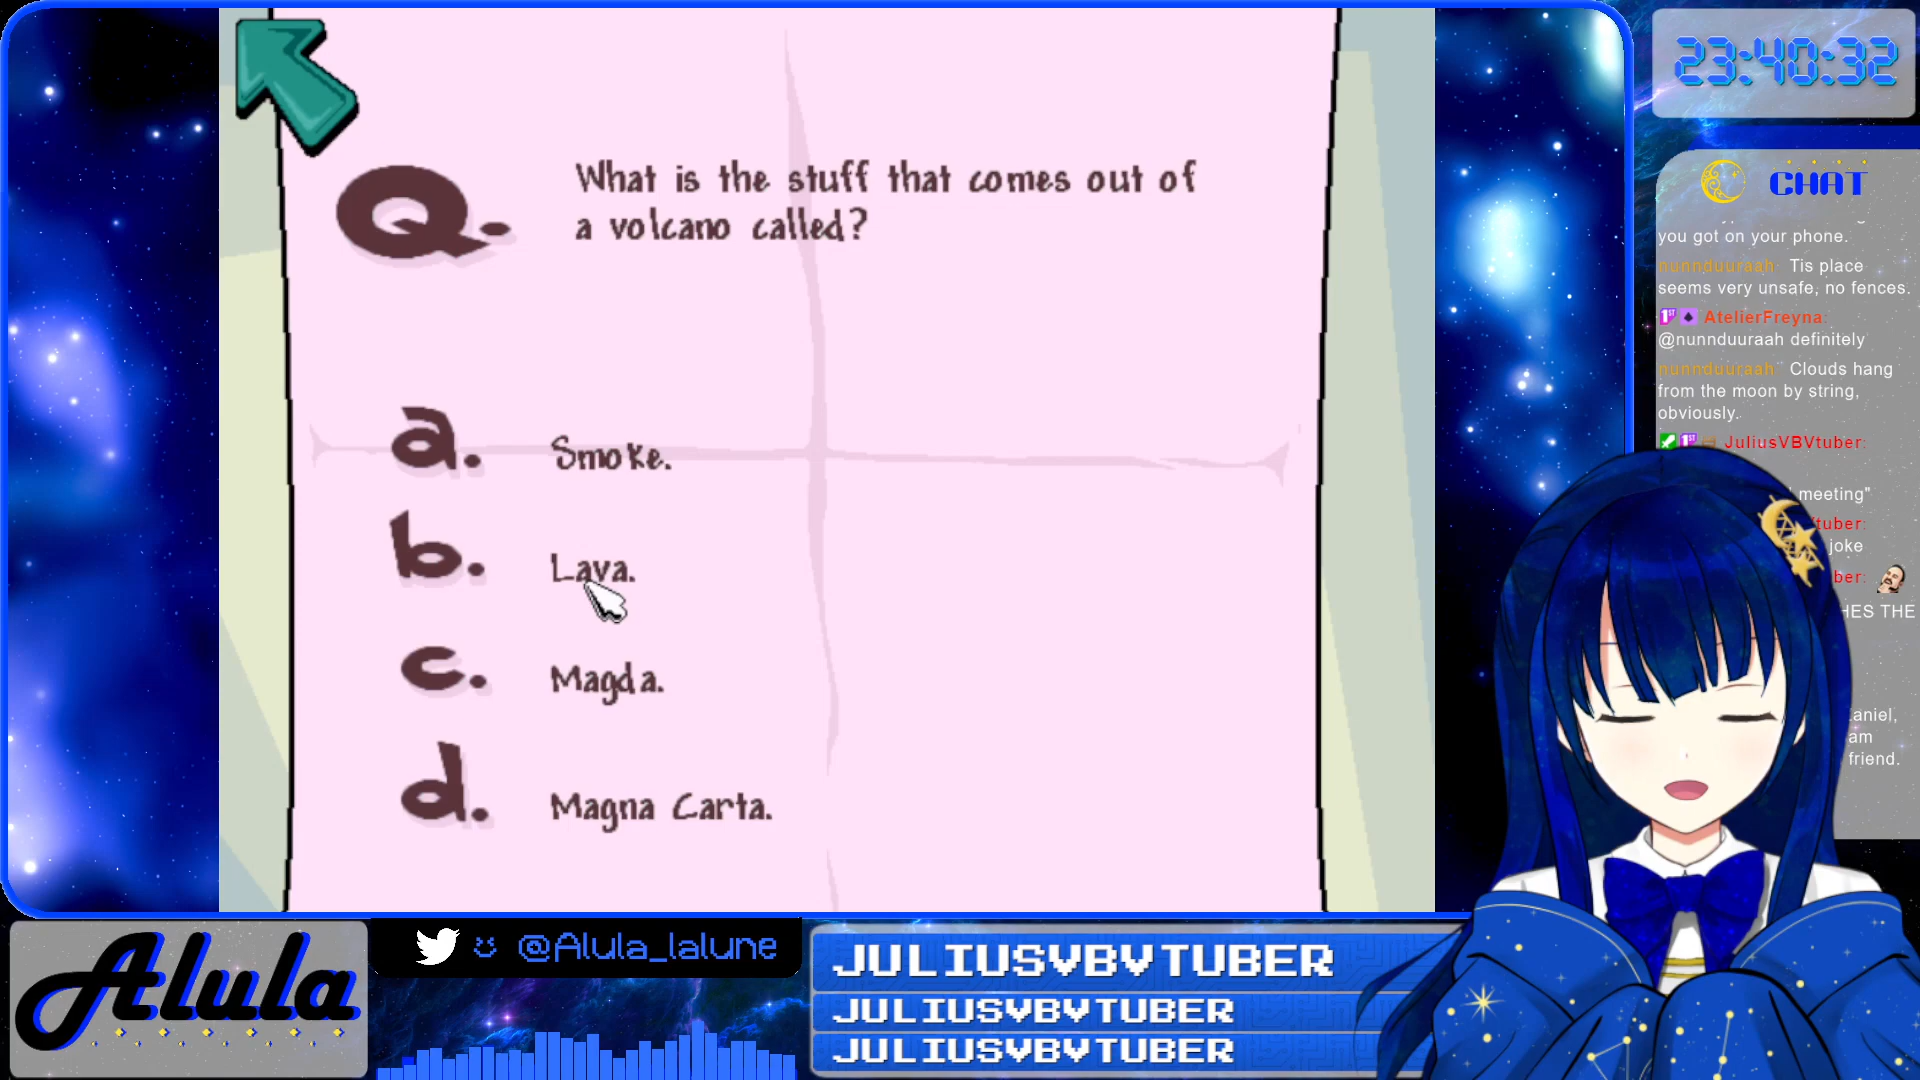 Q. What is the stuff that comes out of
a volcano called?
a. Smoke.
b. Lava.
c. Magda.
d. Magna Carta.
23:40:32
CHAT
you got on your phone.
nunnduuraah: Tis place
seems very unsafe, no fences.
AtelierFreyna:
@nunnduuraah definitely
nunnduuraah: Clouds hang
from the moon by string,
obviously.
JuliusVBVtuber:
meeting"
tuber:
joke
ber:
HES THE
aniel,
am
friend.
Alula
@Alula_lalune
JULIUSVBVTUBER
JULIUSVBVTUBER
JULIUSVBVTUBER